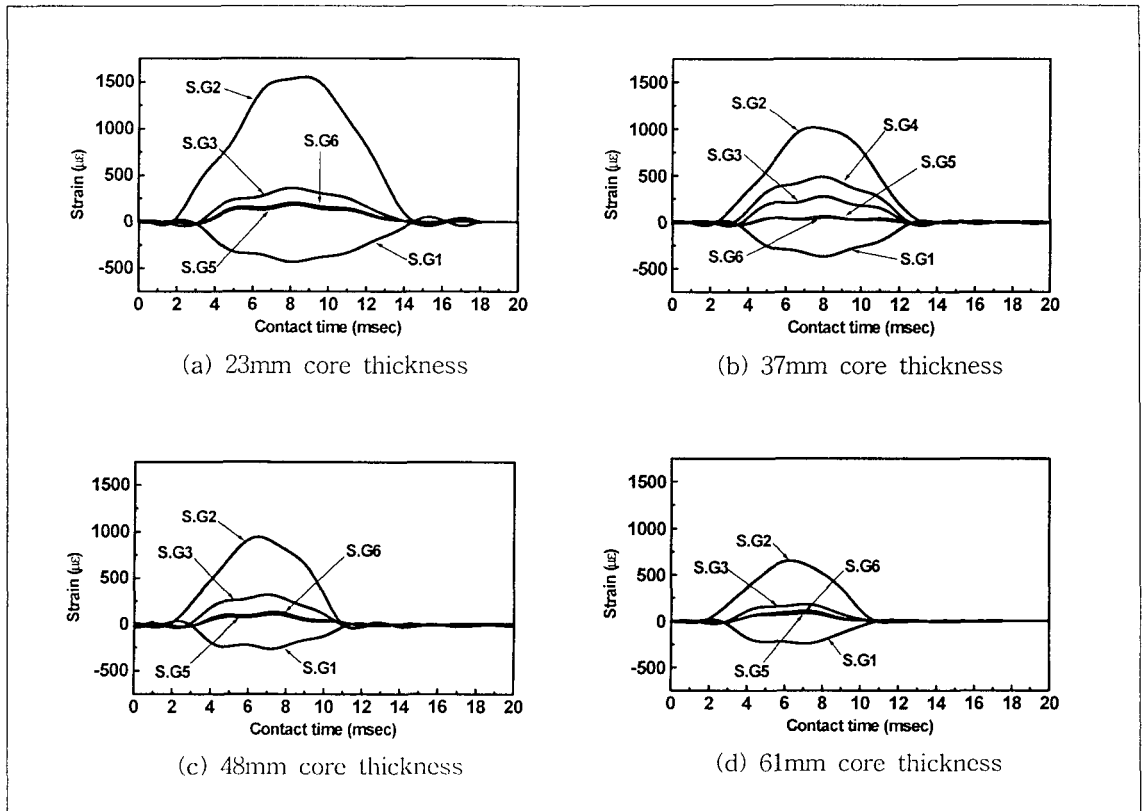 1500
1000
500
0
-500
Strain (με)
S.G2
S.G3
S.G6
S.G5
S.G1
0 2 4 6 8 10 12 14 16 18 20
Contact time (msec)
(a) 23mm core thickness
1500
1000
500
0
-500
Strain (με)
S.G2
S.G4
S.G3
S.G5
S.G6
S.G1
0 2 4 6 8 10 12 14 16 18 20
Contact time (msec)
(b) 37mm core thickness
1500
1000
500
0
-500
Strain (με)
S.G2
S.G3
S.G6
S.G5
S.G1
0 2 4 6 8 10 12 14 16 18 20
Contact time (msec)
(c) 48mm core thickness
1500
1000
500
0
-500
Strain (με)
S.G2
S.G3
S.G6
S.G5
S.G1
0 2 4 6 8 10 12 14 16 18 20
Contact time (msec)
(d) 61mm core thickness